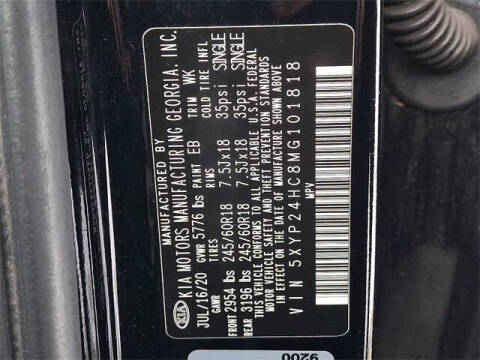 MANUFACTURED BY
KIA KIA MOTORS MANUFACTURING GEORGIA. INC.
JUL/16/20 GVWR 5776 lbs PAINT EB TRIM WK
GAWR TIRES RIMS COLD TIRE INFL
FRONT 2954 lbs 245/60R18 7.5Jx18 35psi SINGLE
REAR 3196 lbs 245/60R18 7.5Jx18 35psi SINGLE
THIS VEHICLE CONFORMS TO ALL APPLICABLE U.S.A. FEDERAL
MOTOR VEHICLE SAFETY AND THEFT PREVENTION STANDARDS
IN EFFECT ON THE DATE OF MANUFACTURE SHOWN ABOVE.
VIN 5XYP24HC8MG101818
MPV
9200